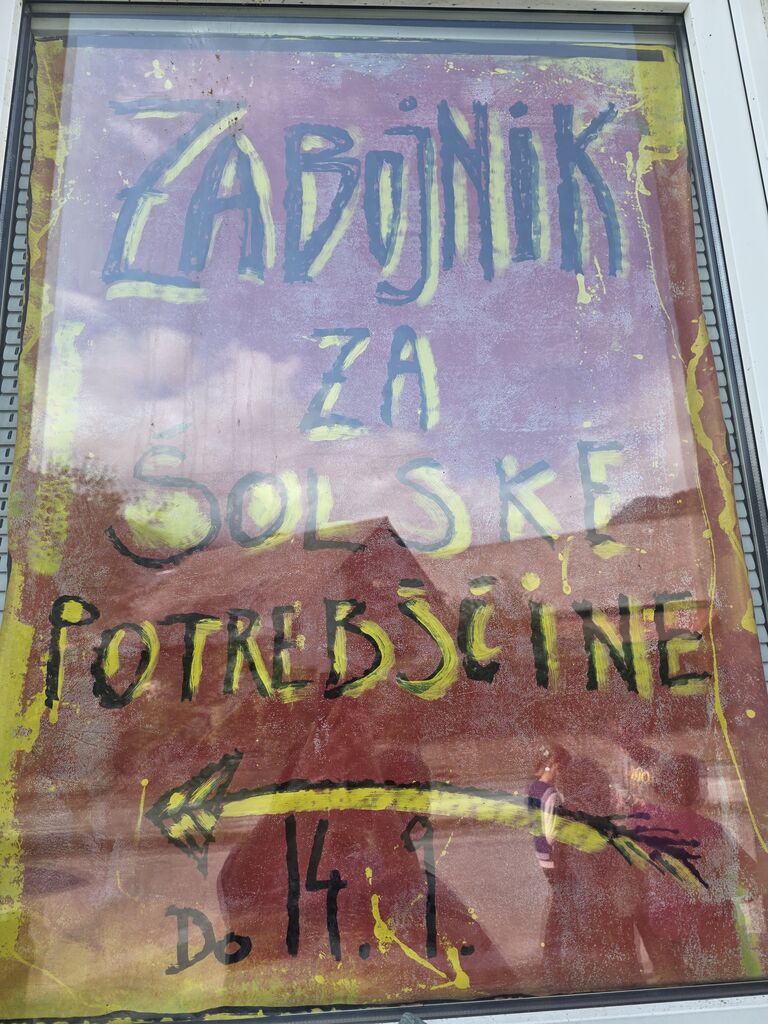 ZABOJNIK
ZA
ŠOLSKE
POTREBŠČINE
Do 14. 9.